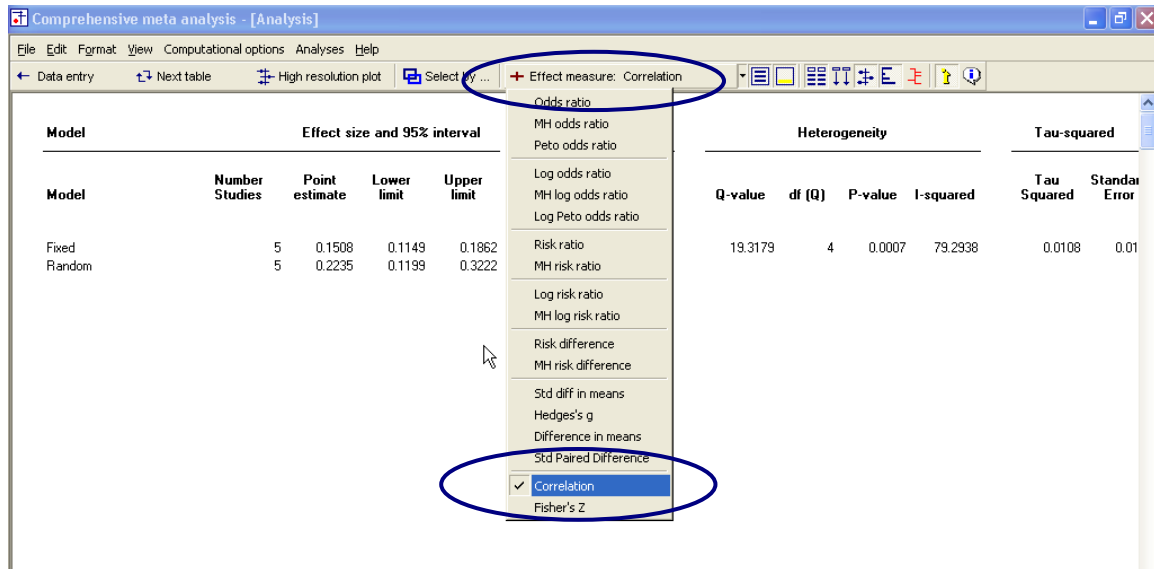 Comprehensive meta analysis - [Analysis]
File Edit Format View Computational options Analyses Help
Data entry Next table High resolution plot Select by ... Effect measure: Correlation
Model Effect size and 95% interval Heterogeneity Tau-squared
Model Number Studies Point estimate Lower limit Upper limit Q-value df (Q) P-value I-squared Tau Squared Standar Error
Fixed 5 0.1508 0.1149 0.1862 19.3179 4 0.0007 79.2938 0.0108 0.01
Random 5 0.2235 0.1199 0.3222
Odds ratio
MH odds ratio
Peto odds ratio
Log odds ratio
MH log odds ratio
Log Peto odds ratio
Risk ratio
MH risk ratio
Log risk ratio
MH log risk ratio
Risk difference
MH risk difference
Std diff in means
Hedges's g
Difference in means
Std Paired Difference
Correlation
Fisher's Z